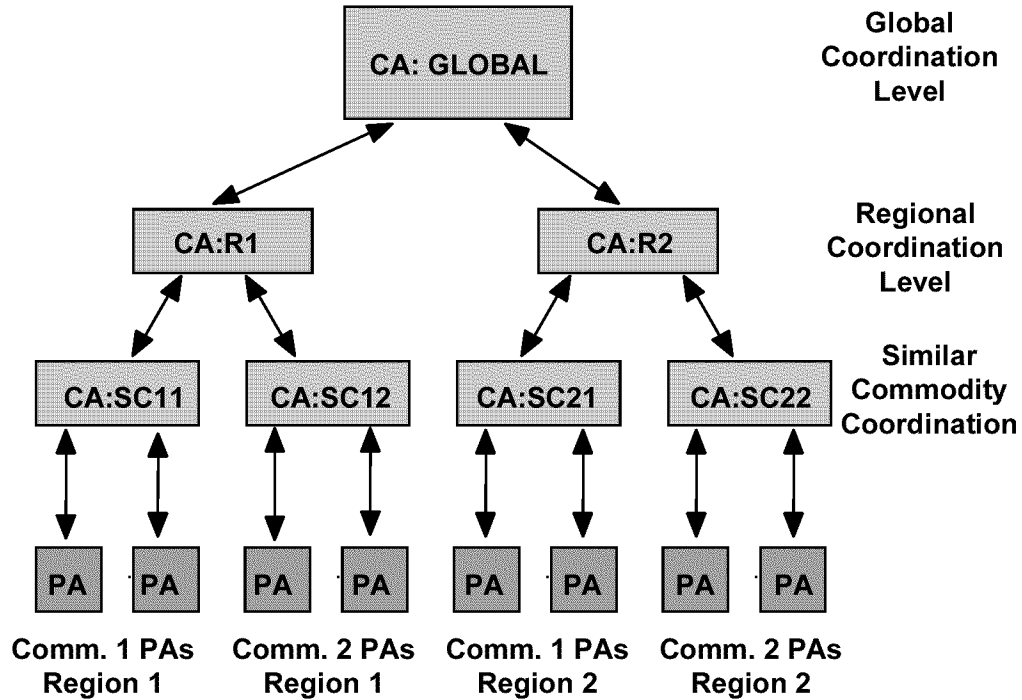 CA: GLOBAL
Global
Coordination
Level
CA:R1
CA:R2
Regional
Coordination
Level
CA:SC11
CA:SC12
CA:SC21
CA:SC22
Similar
Commodity
Coordination
PA
PA
PA
PA
PA
PA
PA
PA
Comm. 1 PAs
Region 1
Comm. 2 PAs
Region 1
Comm. 1 PAs
Region 2
Comm. 2 PAs
Region 2